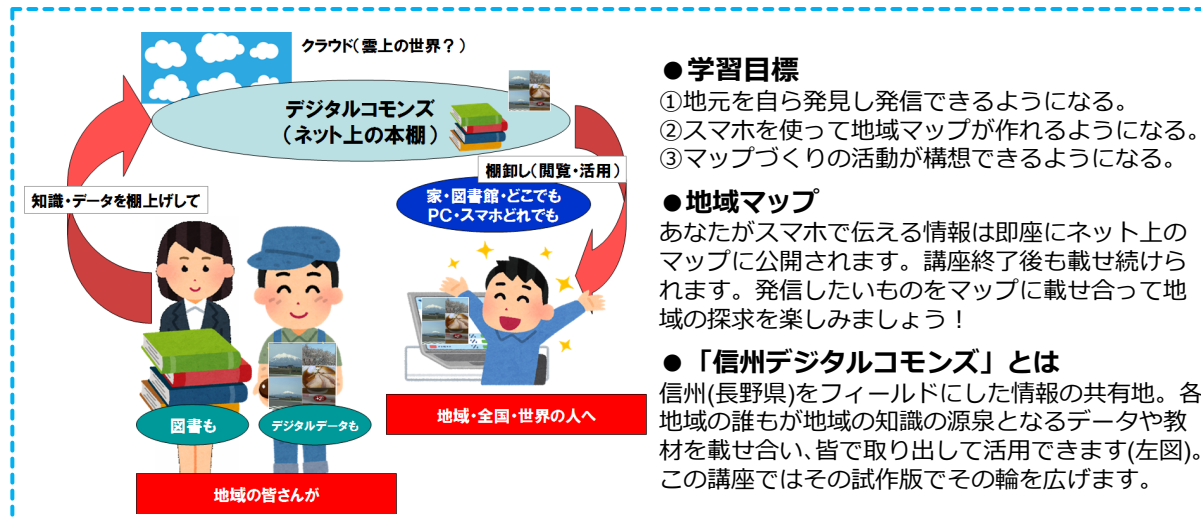 クラウド(雲上の世界？)
デジタルコモンズ
(ネット上の本棚)
棚卸し(閲覧・活用)
家・図書館・どこでも
PC・スマホどれでも
知識・データを棚上げして
図書も
デジタルデータも
地域の皆さんが
地域・全国・世界の人へ
●学習目標
①地元を自ら発見し発信できるようになる。
②スマホを使って地域マップが作れるようになる。
③マップづくりの活動が構想できるようになる。
●地域マップ
あなたがスマホで伝える情報は即座にネット上の
マップに公開されます。講座終了後も載せ続けら
れます。発信したいものをマップに載せ合って地
域の探求を楽しみましょう！
●「信州デジタルコモンズ」とは
信州(長野県)をフィールドにした情報の共有地。各
地域の誰もが地域の知識の源泉となるデータや教
材を載せ合い、皆で取り出して活用できます(左図)。
この講座ではその試作版でその輪を広げます。